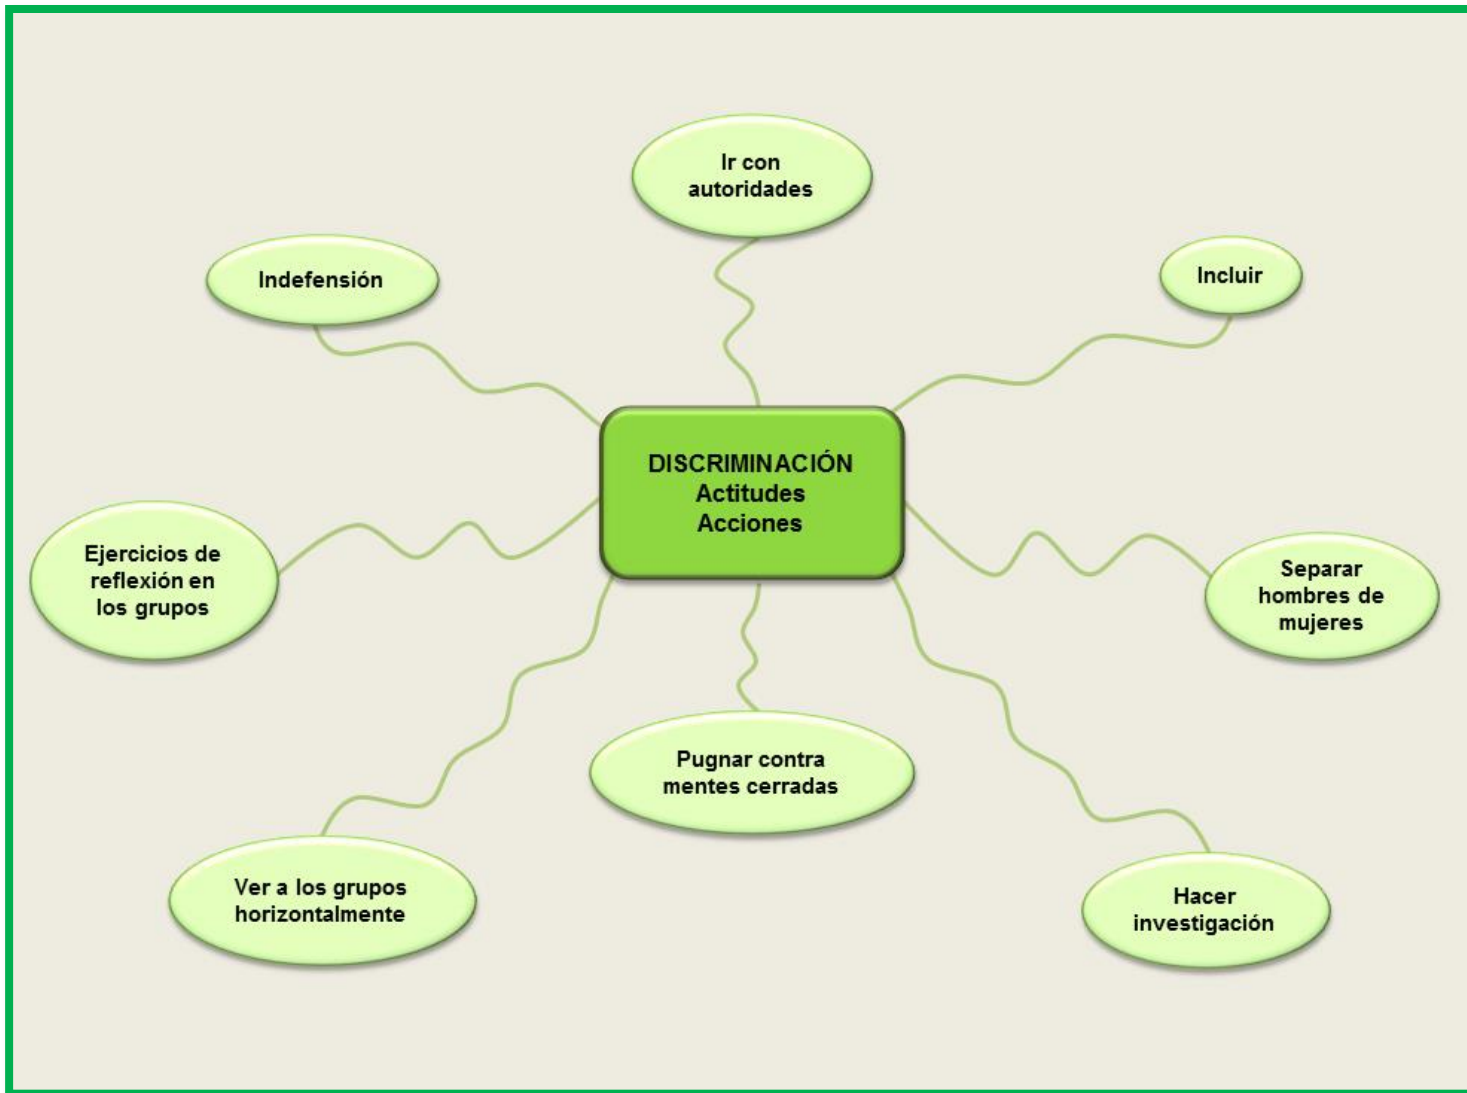 Ir con
autoridades
Indefensión
Incluir
DISCRIMINACIÓN
Actitudes
Acciones
Ejercicios de
reflexión en
los grupos
Separar
hombres de
mujeres
Pugnar contra
mentes cerradas
Ver a los grupos
horizontalmente
Hacer
investigación